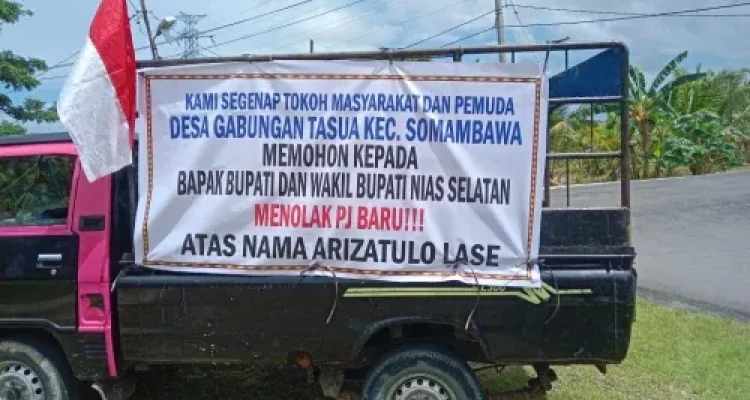 KAMI SEGENAP TOKOH MASYARAKAT DAN PEMUDA
DESA GABUNGAN TASUA KEC. SOMAMBAWA
MEMOHON KEPADA
BAPAK BUPATI DAN WAKIL BUPATI NIAS SELATAN
MENOLAK PJ BARU!!!
ATAS NAMA ARIZATULO LASE